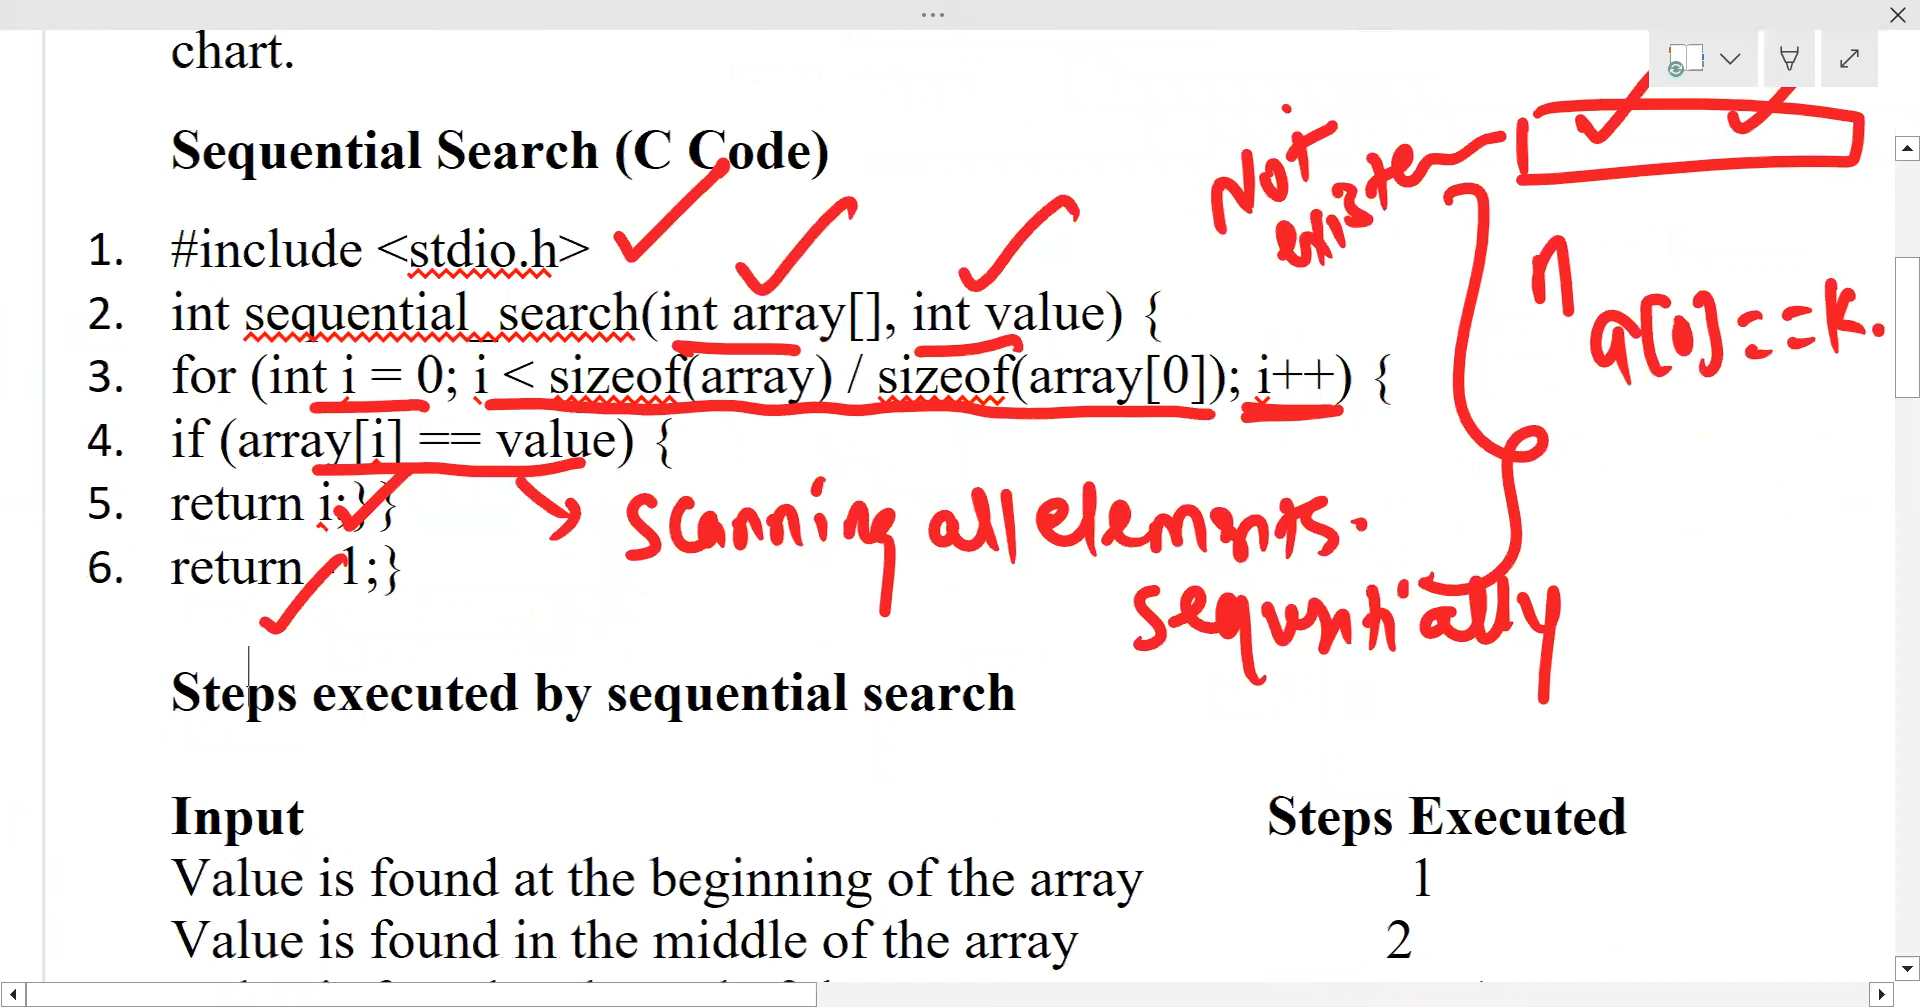 chart.
Sequential Search (C Code)
1. #include <stdio.h>
2. int sequential_search(int array[], int value) {
3. for (int i = 0; i < sizeof(array) / sizeof(array[0]); i++) {
4. if (array[i] == value) {
5. return i;}}
6. return -1;}
Not
n
a[0]==k.
scanning all elements.
Steps executed by sequential search
Input Steps Executed
Value is found at the beginning of the array 1
Value is found in the middle of the array 2